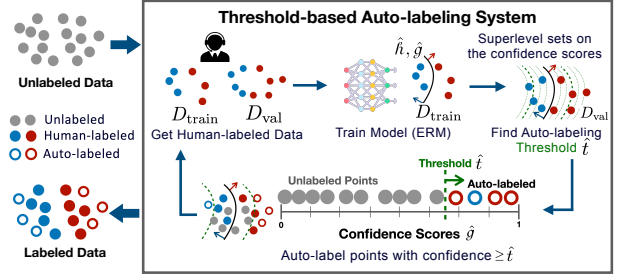 Threshold-based Auto-labeling System
Unlabeled Data
Unlabeled
Human-labeled
Auto-labeled
Labeled Data
D_train
D_val
Get Human-labeled Data
ĥ, ĝ
D_train
Train Model (ERM)
Superlevel sets on
the confidence scores
D_val
Find Auto-labeling
Threshold t̂
Threshold t̂
Unlabeled Points
Auto-labeled
0
1
Confidence Scores ĝ
Auto-label points with confidence ≥ t̂